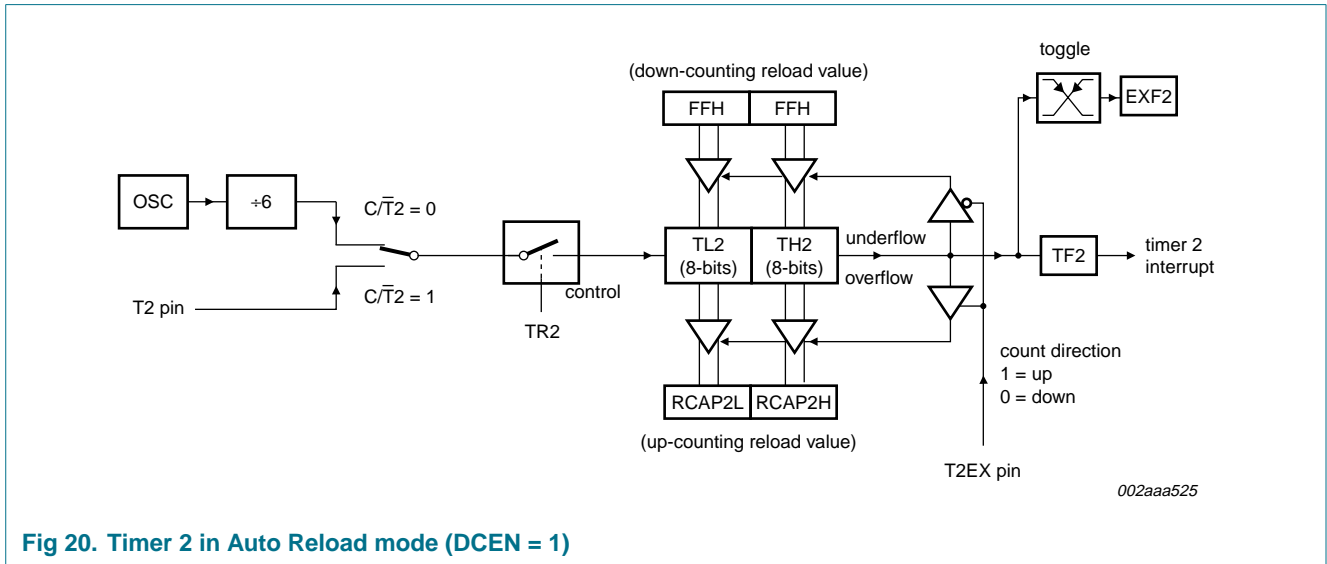 toggle
(down-counting reload value)
FFH FFH
EXF2
OSC
÷6
C/T̅2 = 0
TL2
(8-bits)
TH2
(8-bits)
underflow
overflow
TF2
timer 2
interrupt
control
C/T̅2 = 1
T2 pin
TR2
count direction
1 = up
0 = down
RCAP2L RCAP2H
(up-counting reload value)
T2EX pin
002aaa525
Fig 20. Timer 2 in Auto Reload mode (DCEN = 1)